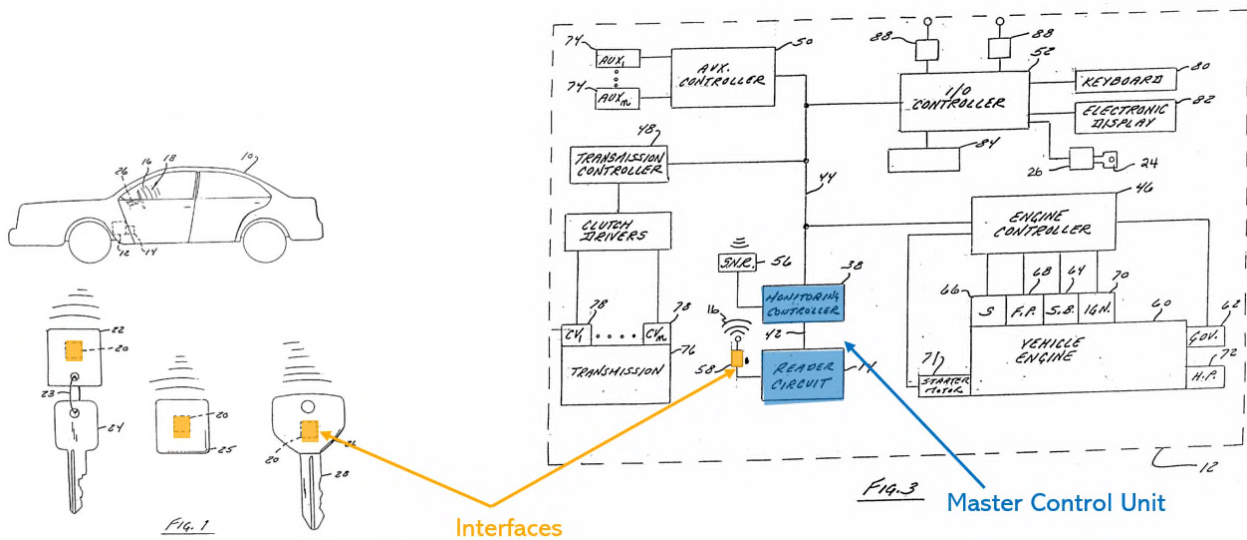 26
16
18
10
12
14
22
20
23
24
20
25
20
26
28
FIG. 1
Interfaces
74
AUX1
74
AUXm
AUX.
CONTROLLER
50
88
88
52
I/O
CONTROLLER
KEYBOARD
80
ELECTRONIC
DISPLAY
82
84
26
24
48
TRANSMISSION
CONTROLLER
44
CLUTCH
DRIVERS
46
ENGINE
CONTROLLER
S.N.R.
56
38
MONITORING
CONTROLLER
16
42
58
READER
CIRCUIT
14
78
78
CV1
CVm
76
TRANSMISSION
66
68
64
70
60
62
S
F.P.
S.B.
IGN.
GOV.
VEHICLE
ENGINE
72
71
STARTER
MOTOR
H.P.
12
FIG. 3
Master Control Unit